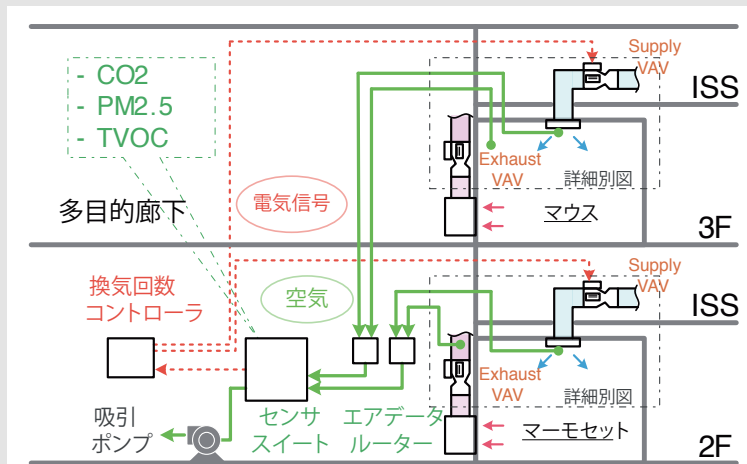 - CO2
- PM2.5
- TVOC
Supply
VAV
ISS
Exhaust
VAV
詳細別図
電気信号
多目的廊下
マウス
3F
換気回数
コントローラ
空気
Supply
VAV
ISS
Exhaust
VAV
詳細別図
吸引
ポンプ
センサ
スイート
エアデータ
ルーター
マーモセット
2F